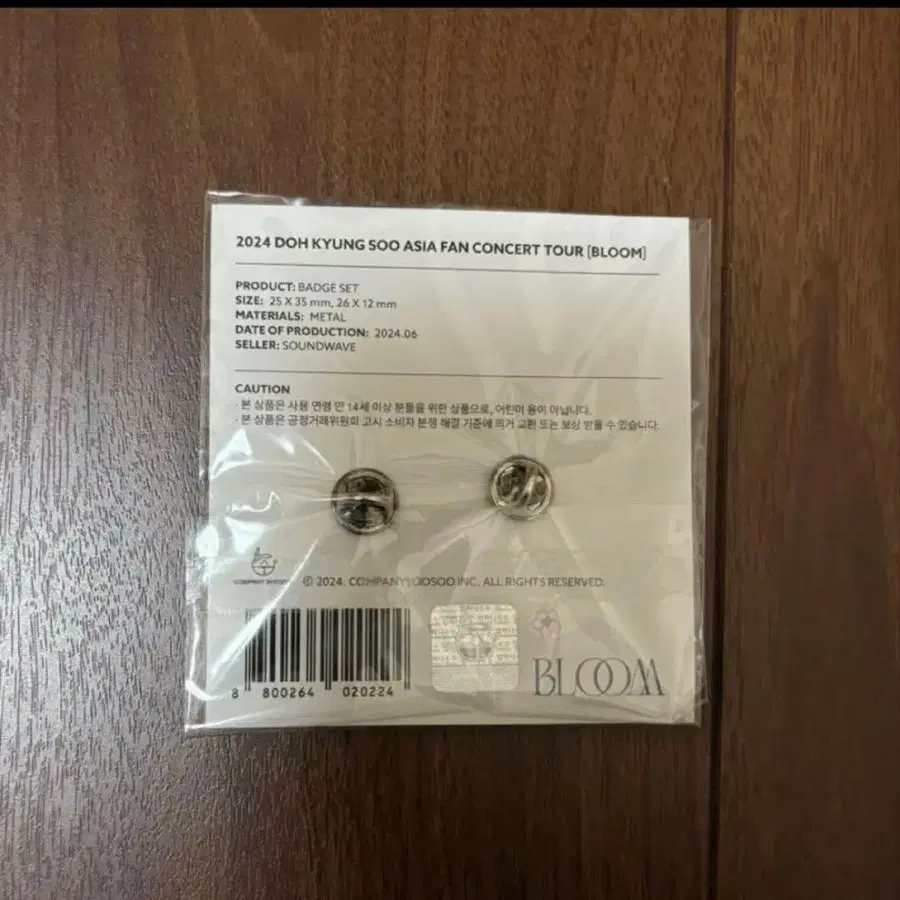 2024 DOH KYUNG SOO ASIA FAN CONCERT TOUR [BLOOM]
PRODUCT: BADGE SET
SIZE: 25 X 35 mm, 26 X 12 mm
MATERIALS: METAL
DATE OF PRODUCTION: 2024.06
SELLER: SOUNDWAVE
CAUTION
· 본 상품은 사용 연령 만 14세 이상 분들을 위한 상품으로, 어린이 용이 아닙니다.
· 본 상품은 공정거래위원회 고시 소비자 분쟁 해결 기준에 의거 교환 또는 보상 받을 수 있습니다.
COMPANY
© 2024. COMPANYSOOSOO INC. ALL RIGHTS RESERVED.
8 800264 020224
BLOOM